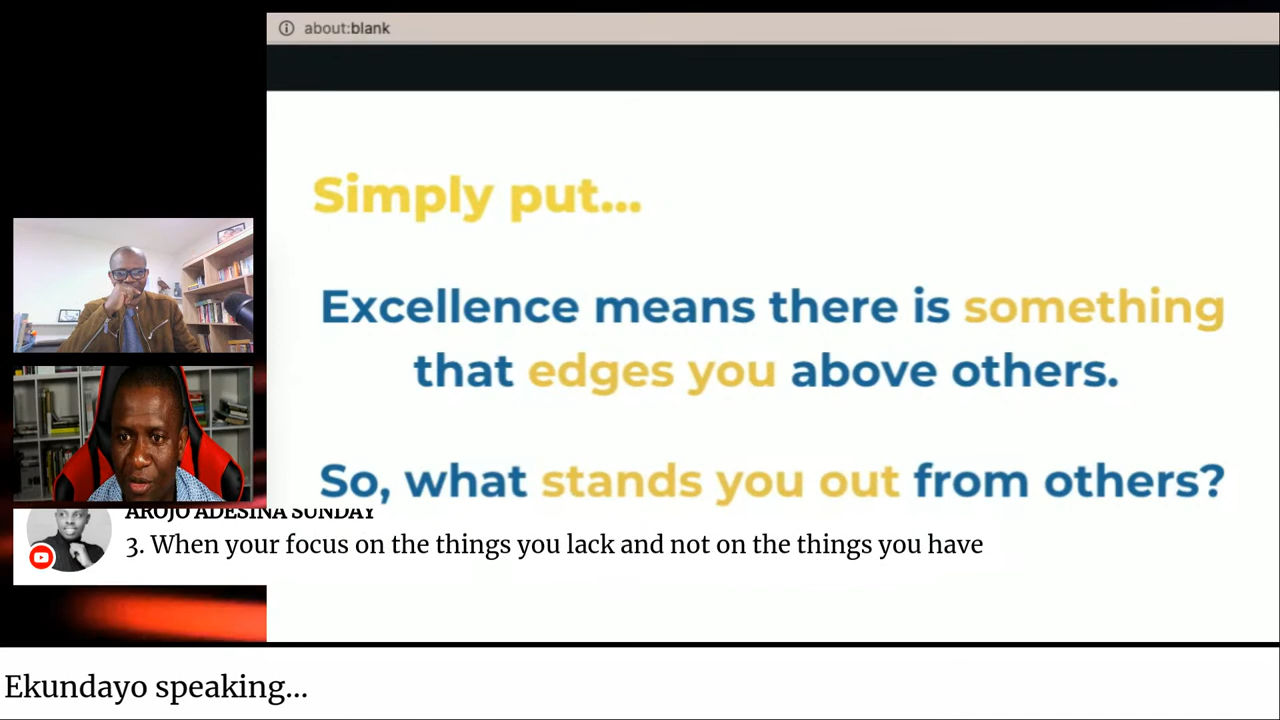 about:blank
Simply put...
Excellence means there is something
that edges you above others.
So, what stands you out from others?
AROJO ADESINA SUNDAY
3. When your focus on the things you lack and not on the things you have
Ekundayo speaking...